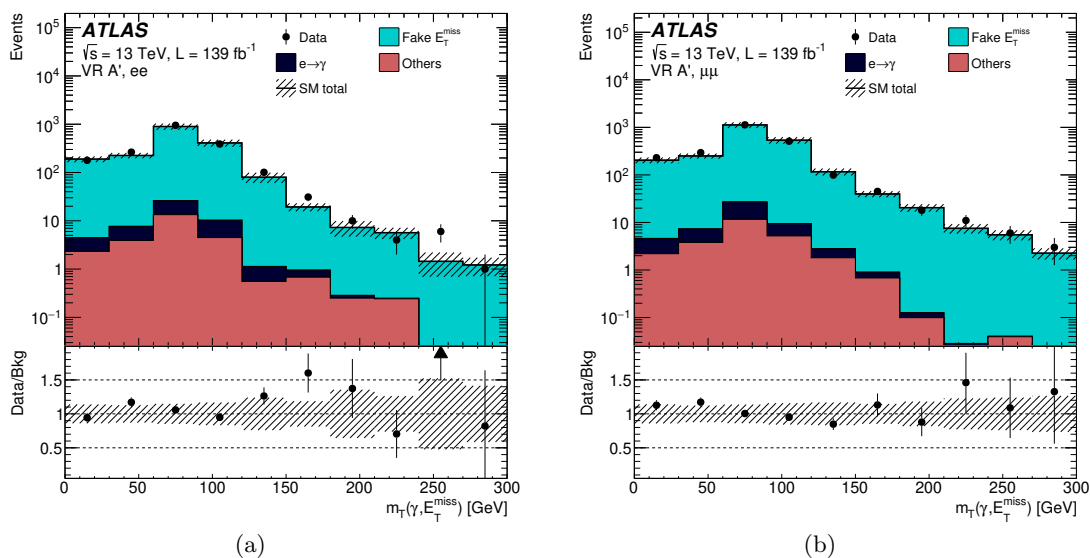 Events
ATLAS
√s = 13 TeV, L = 139 fb⁻¹
VR A', ee
Data
Fake E_T^miss
e→γ
Others
SM total
10⁵
10⁴
10³
10²
10
1
10⁻¹
Data/Bkg
1.5
1
0.5
0 50 100 150 200 250 300
m_T(γ,E_T^miss) [GeV]
(a)
Events
ATLAS
√s = 13 TeV, L = 139 fb⁻¹
VR A', μμ
Data
Fake E_T^miss
e→γ
Others
SM total
10⁵
10⁴
10³
10²
10
1
10⁻¹
Data/Bkg
1.5
1
0.5
0 50 100 150 200 250 300
m_T(γ,E_T^miss) [GeV]
(b)